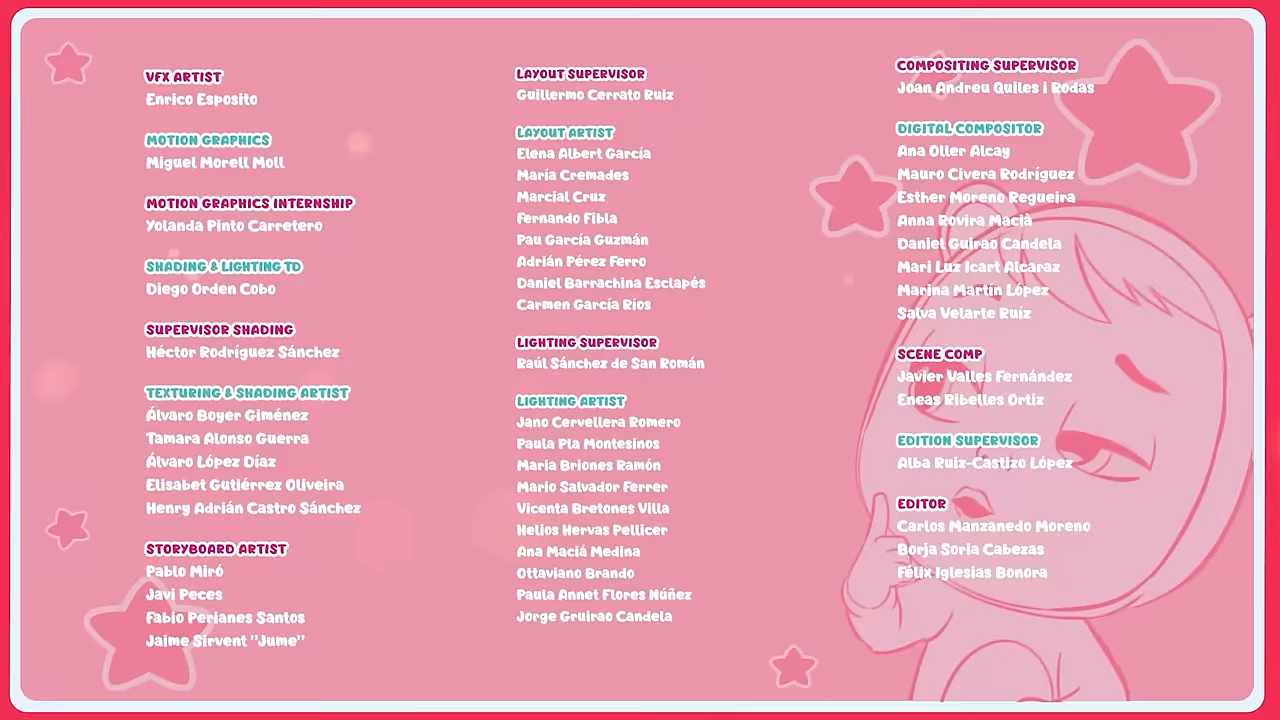 VFX ARTIST
Enrico Esposito
MOTION GRAPHICS
Miguel Morell Moll
MOTION GRAPHICS INTERNSHIP
Yolanda Pinto Carretero
SHADING & LIGHTING TD
Diego Orden Cobo
SUPERVISOR SHADING
Héctor Rodríguez Sánchez
TEXTURING & SHADING ARTIST
Álvaro Boyer Giménez
Tamara Alonso Guerra
Álvaro López Díaz
Elisabet Gutiérrez Oliveira
Henry Adrián Castro Sánchez
STORYBOARD ARTIST
Pablo Miró
Javi Peces
Fabio Perianes Santos
Jaime Sirvent "Jume"
LAYOUT SUPERVISOR
Guillermo Cerrato Ruiz
LAYOUT ARTIST
Elena Albert García
María Cremades
Marcial Cruz
Fernando Fibla
Pau García Guzmán
Adrián Pérez Ferro
Daniel Barrachina Esclapés
Carmen García Ríos
LIGHTING SUPERVISOR
Raúl Sánchez de San Román
LIGHTING ARTIST
Jano Cervellera Romero
Paula Pla Montesinos
Maria Briones Ramón
Mario Salvador Ferrer
Vicenta Bretones Villa
Helios Hervas Pellicer
Ana Maciá Medina
Ottaviano Brando
Paula Annet Flores Núñez
Jorge Gruirao Candela
COMPOSITING SUPERVISOR
Joan Andreu Quiles i Rodas
DIGITAL COMPOSITOR
Ana Oller Alcay
Mauro Civera Rodríguez
Esther Moreno Regueira
Anna Rovira Macià
Daniel Guirao Candela
Mari Luz Icart Alcaraz
Marina Martín López
Salva Velarte Ruíz
SCENE COMP
Javier Valles Fernández
Eneas Ribelles Ortiz
EDITION SUPERVISOR
Alba Ruiz-Castizo López
EDITOR
Carlos Manzanedo Moreno
Borja Soria Cabezas
Félix Iglesias Bonora